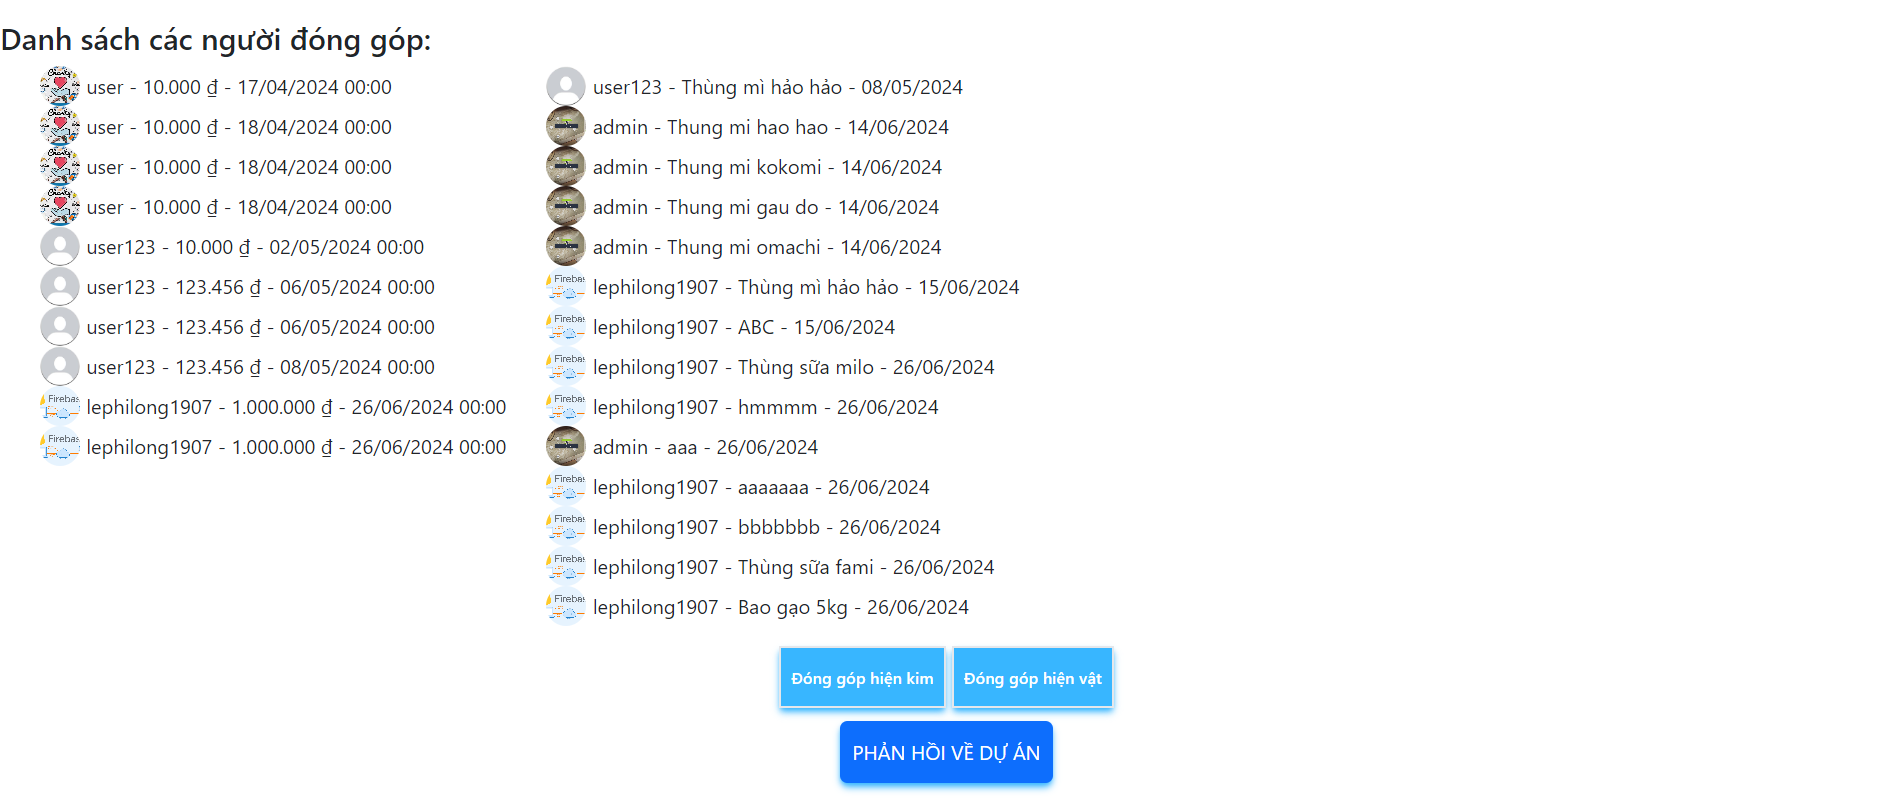 Danh sách các người đóng góp:
user - 10.000 ₫ - 17/04/2024 00:00
user - 10.000 ₫ - 18/04/2024 00:00
user - 10.000 ₫ - 18/04/2024 00:00
user - 10.000 ₫ - 18/04/2024 00:00
user123 - 10.000 ₫ - 02/05/2024 00:00
user123 - 123.456 ₫ - 06/05/2024 00:00
user123 - 123.456 ₫ - 06/05/2024 00:00
user123 - 123.456 ₫ - 08/05/2024 00:00
lephilong1907 - 1.000.000 ₫ - 26/06/2024 00:00
lephilong1907 - 1.000.000 ₫ - 26/06/2024 00:00
user123 - Thùng mì hảo hảo - 08/05/2024
admin - Thung mi hao hao - 14/06/2024
admin - Thung mi kokomi - 14/06/2024
admin - Thung mi gau do - 14/06/2024
admin - Thung mi omachi - 14/06/2024
lephilong1907 - Thùng mì hảo hảo - 15/06/2024
lephilong1907 - ABC - 15/06/2024
lephilong1907 - Thùng sữa milo - 26/06/2024
lephilong1907 - hmmmm - 26/06/2024
admin - aaa - 26/06/2024
lephilong1907 - aaaaaaa - 26/06/2024
lephilong1907 - bbbbbbb - 26/06/2024
lephilong1907 - Thùng sữa fami - 26/06/2024
lephilong1907 - Bao gạo 5kg - 26/06/2024
Đóng góp hiện kim
Đóng góp hiện vật
PHẢN HỒI VỀ DỰ ÁN